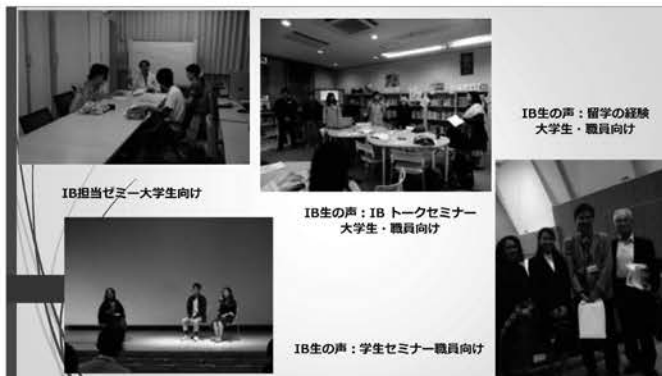 IB担当ゼミー大学生向け
IB生の声：IB トークセミナー
大学生・職員向け
IB生の声：留学の経験
大学生・職員向け
IB生の声：学生セミナー職員向け